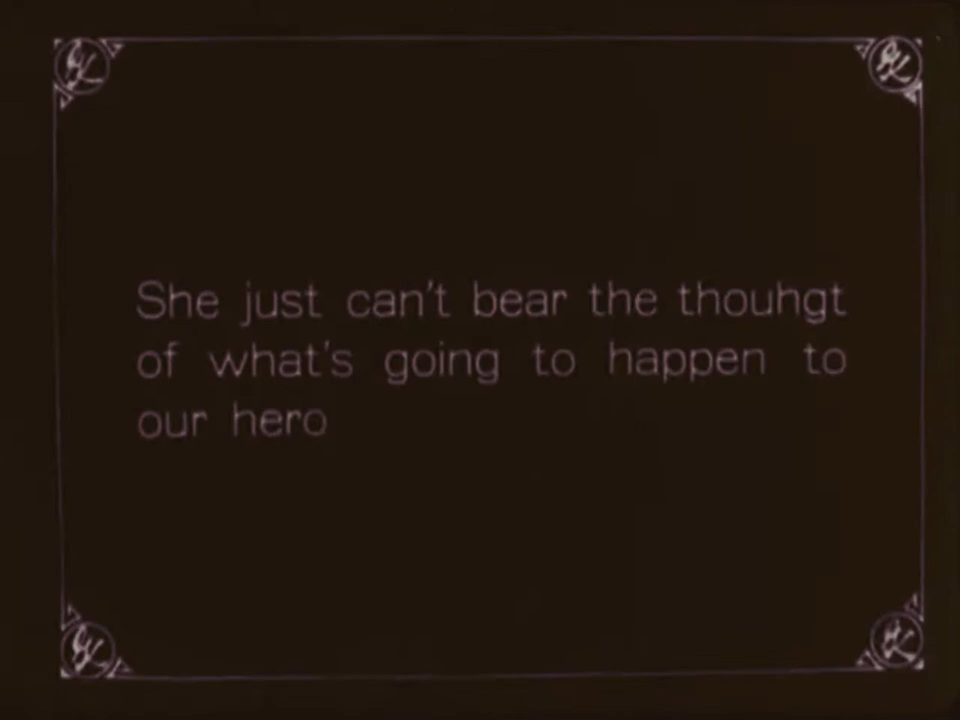 She just can't bear the thouhgt
of what's going to happen to
our hero